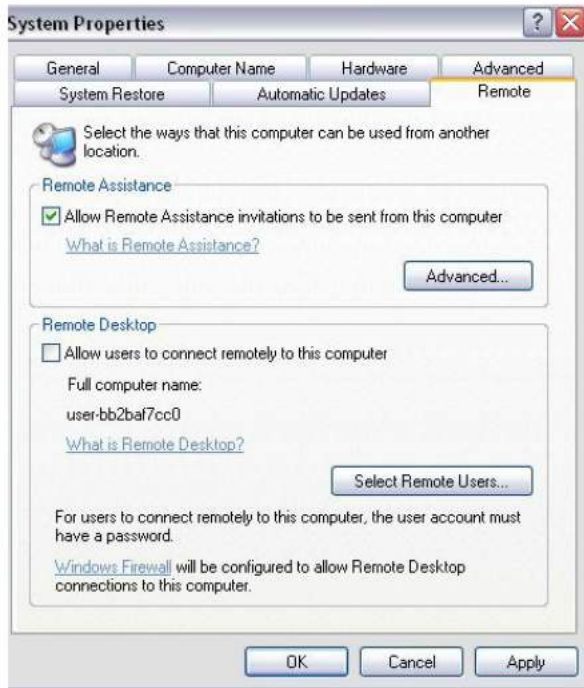 System Properties
General Computer Name Hardware Advanced
System Restore Automatic Updates Remote
Select the ways that this computer can be used from another
location.
Remote Assistance
Allow Remote Assistance invitations to be sent from this computer
What is Remote Assistance?
Advanced...
Remote Desktop
Allow users to connect remotely to this computer
Full computer name:
user-bb2baf7cc0
What is Remote Desktop?
Select Remote Users...
For users to connect remotely to this computer, the user account must
have a password.
Windows Firewall will be configured to allow Remote Desktop
connections to this computer.
OK Cancel Apply